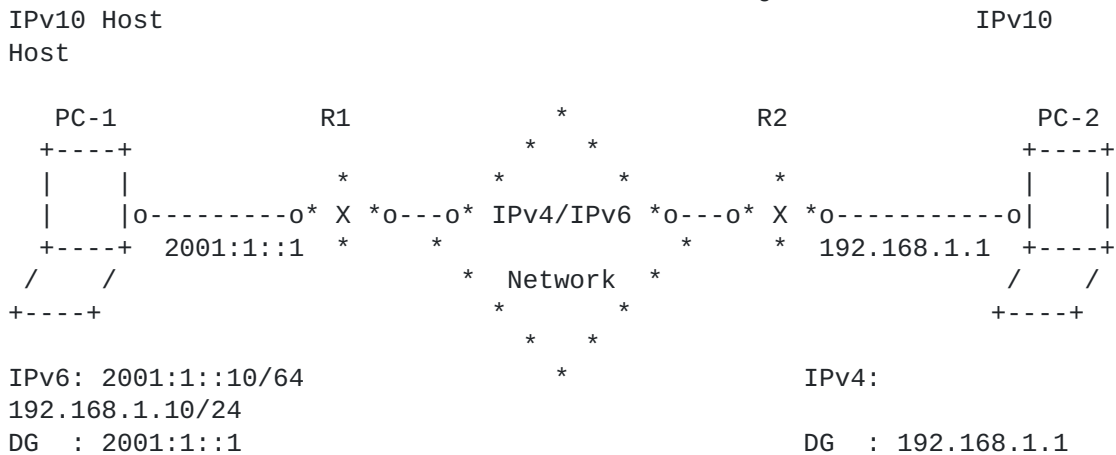 IPv10 Host IPv10
Host
PC-1 R1 * R2 PC-2
+----+ * * +----+
| | * * * * | |
| |o---------o* X *o---o* IPv4/IPv6 *o---o* X *o-----------o| |
+----+ 2001:1::1 * * * * 192.168.1.1 +----+
/ / * Network * / /
+----+ * * +----+
* *
IPv6: 2001:1::10/64 * IPv4:
192.168.1.10/24
DG : 2001:1::1 DG : 192.168.1.1